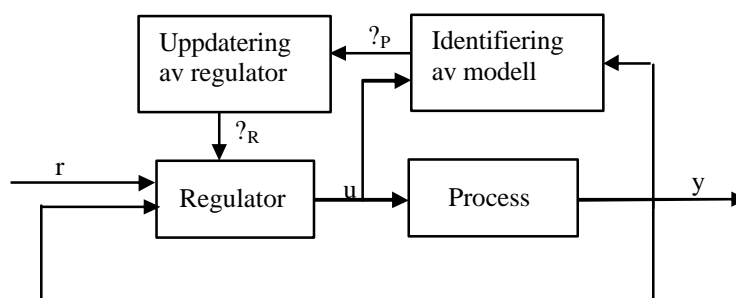 Uppdatering
av regulator
?P
Identifiering
av modell
?R
r
Regulator
u
Process
y